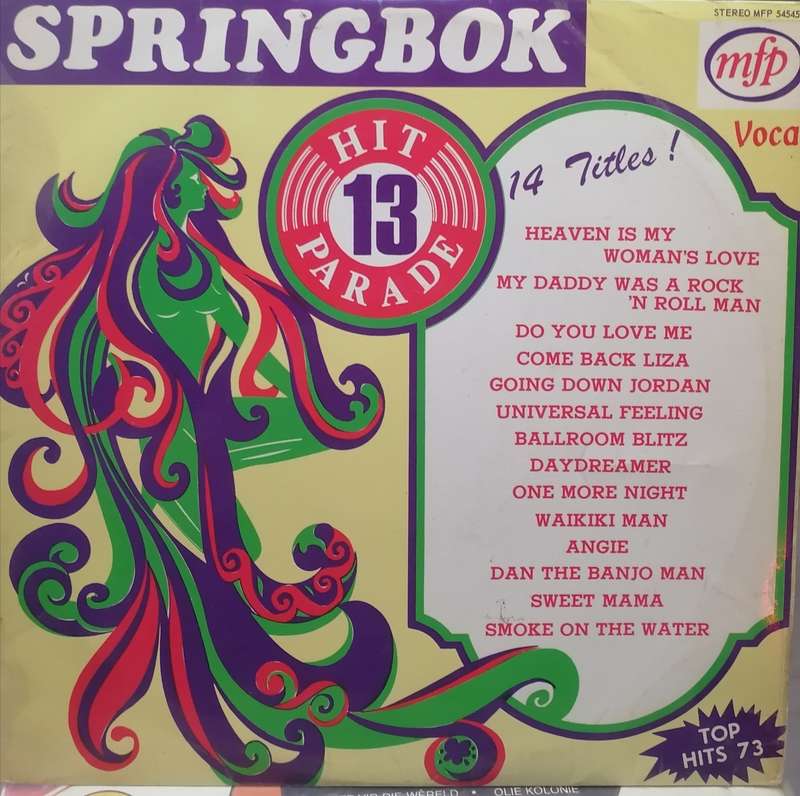 SPRINGBOK
STEREO MFP 54545
mfp
HIT
13
PARADE
14 Titles!
HEAVEN IS MY
WOMAN'S LOVE
MY DADDY WAS A ROCK
'N ROLL MAN
DO YOU LOVE ME
COME BACK LIZA
GOING DOWN JORDAN
UNIVERSAL FEELING
BALLROOM BLITZ
DAYDREAMER
ONE MORE NIGHT
WAIKIKI MAN
ANGIE
DAN THE BANJO MAN
SWEET MAMA
SMOKE ON THE WATER
TOP
HITS 73
DIE WÊRELD • OLIE KOLONIE